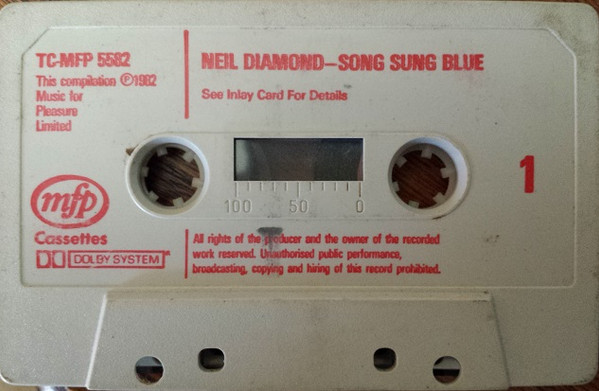 TC-MFP 5582
This compilation ℗1982
Music for
Pleasure
Limited
NEIL DIAMOND—SONG SUNG BLUE
See Inlay Card For Details
100 50 0
1
mfp
Cassettes
DOLBY SYSTEM
All rights of the producer and the owner of the recorded
work reserved. Unauthorised public performance,
broadcasting, copying and hiring of this record prohibited.